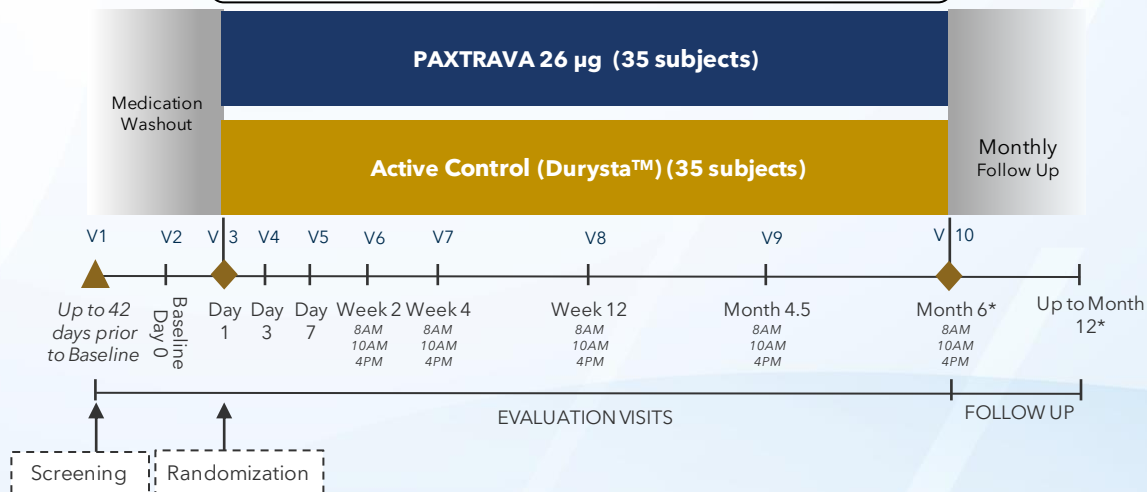 PAXTRAVA 26 µg (35 subjects)
Medication
Washout
Active Control (Durysta™) (35 subjects)
Monthly
Follow Up
V1 V2 V 3 V4 V5 V6 V7 V8 V9 V 10
Up to 42
days prior
to Baseline
Baseline
Day 0
Day
1
Day
3
Day
7
Week 2
8AM
10AM
4PM
Week 4
8AM
10AM
4PM
Week 12
8AM
10AM
4PM
Month 4.5
8AM
10AM
4PM
Month 6*
8AM
10AM
4PM
Up to Month
12*
EVALUATION VISITS
FOLLOW UP
Screening
Randomization